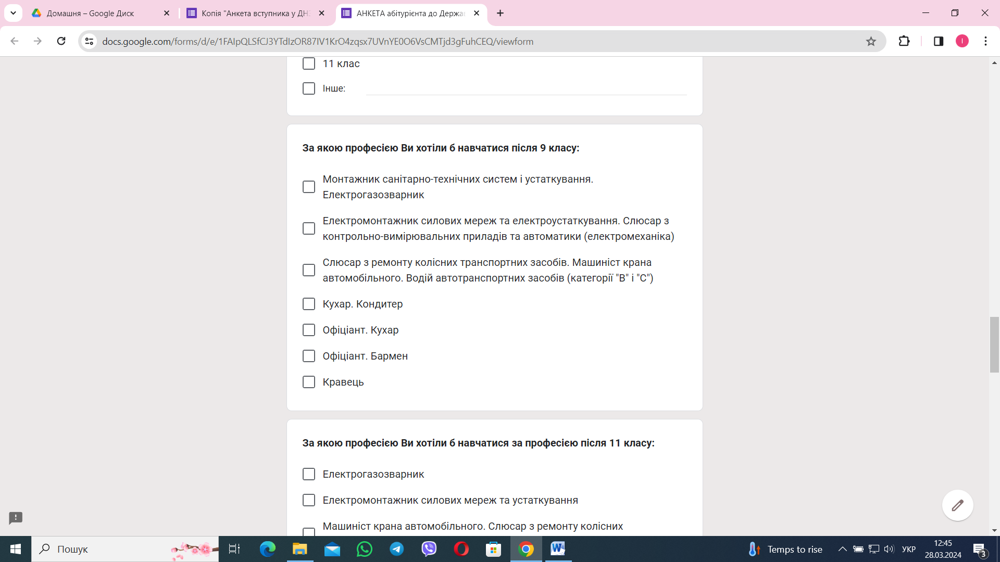 Домашня – Google Диск
Копія "Анкета вступника у ДНЗ
АНКЕТА абітурієнта до Держав
docs.google.com/forms/d/e/1FAIpQLSfCJ3YTdIzOR87IV1KrO4zqsx7UVnYE0O6VsCMTjd3gFuhCEQ/viewform
І
11 клас
Інше:
За якою професією Ви хотіли б навчатися після 9 класу:
Монтажник санітарно-технічних систем і устаткування.
Електрогазозварник
Електромонтажник силових мереж та електроустаткування. Слюсар з
контрольно-вимірювальних приладів та автоматики (електромеханіка)
Слюсар з ремонту колісних транспортних засобів. Машиніст крана
автомобільного. Водій автотранспортних засобів (категорії "В" і "С")
Кухар. Кондитер
Офіціант. Кухар
Офіціант. Бармен
Кравець
За якою професією Ви хотіли б навчатися за професією після 11 класу:
Електрогазозварник
Електромонтажник силових мереж та устаткування
Машиніст крана автомобільного. Слюсар з ремонту колісних
Пошук
Temps to rise
УКР
12:45
28.03.2024
3